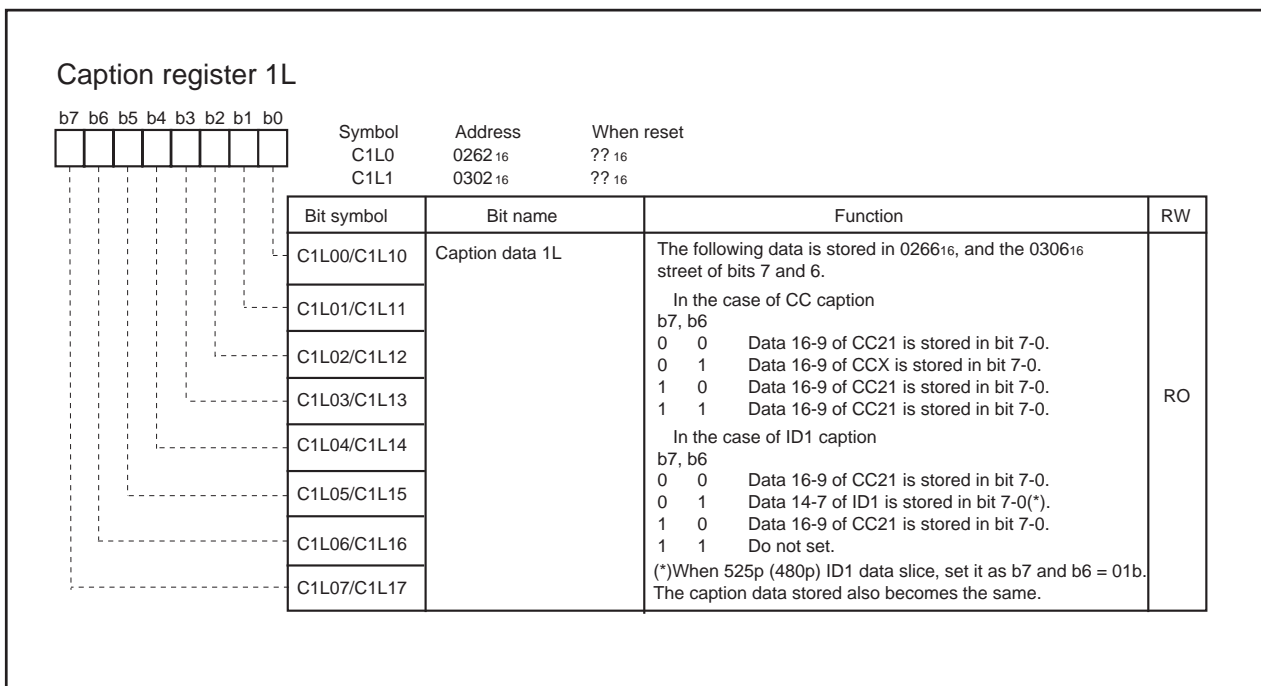 Caption register 1L
b7 b6 b5 b4 b3 b2 b1 b0
Symbol Address When reset
C1L0 0262 16 ?? 16
C1L1 0302 16 ?? 16
Bit symbol Bit name Function RW
C1L00/C1L10 Caption data 1L The following data is stored in 026616, and the 030616
street of bits 7 and 6.
In the case of CC caption
C1L01/C1L11
b7, b6
0 0 Data 16-9 of CC21 is stored in bit 7-0.
C1L02/C1L12
0 1 Data 16-9 of CCX is stored in bit 7-0.
1 0 Data 16-9 of CC21 is stored in bit 7-0.
C1L03/C1L13
1 1 Data 16-9 of CC21 is stored in bit 7-0.
RO
In the case of ID1 caption
C1L04/C1L14
b7, b6
0 0 Data 16-9 of CC21 is stored in bit 7-0.
C1L05/C1L15
0 1 Data 14-7 of ID1 is stored in bit 7-0(*).
1 0 Data 16-9 of CC21 is stored in bit 7-0.
C1L06/C1L16
1 1 Do not set.
(*)When 525p (480p) ID1 data slice, set it as b7 and b6 = 01b.
C1L07/C1L17
The caption data stored also becomes the same.